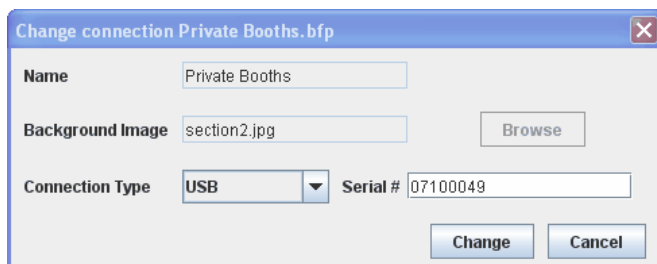 Change connection Private Booths.bfp
Name Private Booths
Background Image section2.jpg Browse
Connection Type USB Serial # 07100049
Change Cancel